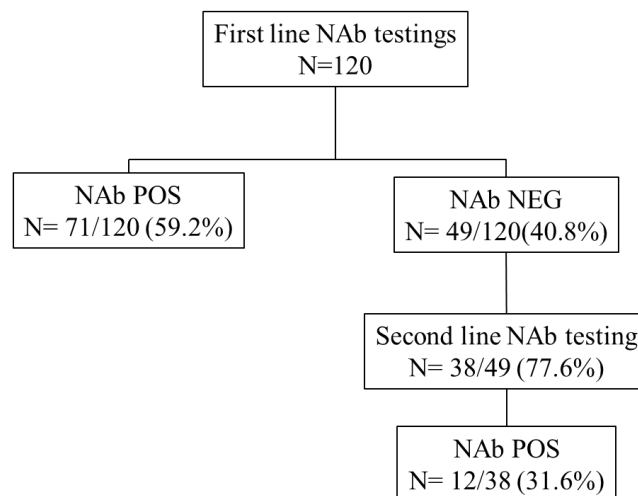 First line NAb testings
N=120
NAb POS
N= 71/120 (59.2%)
NAb NEG
N= 49/120(40.8%)
Second line NAb testing
N= 38/49 (77.6%)
NAb POS
N= 12/38 (31.6%)